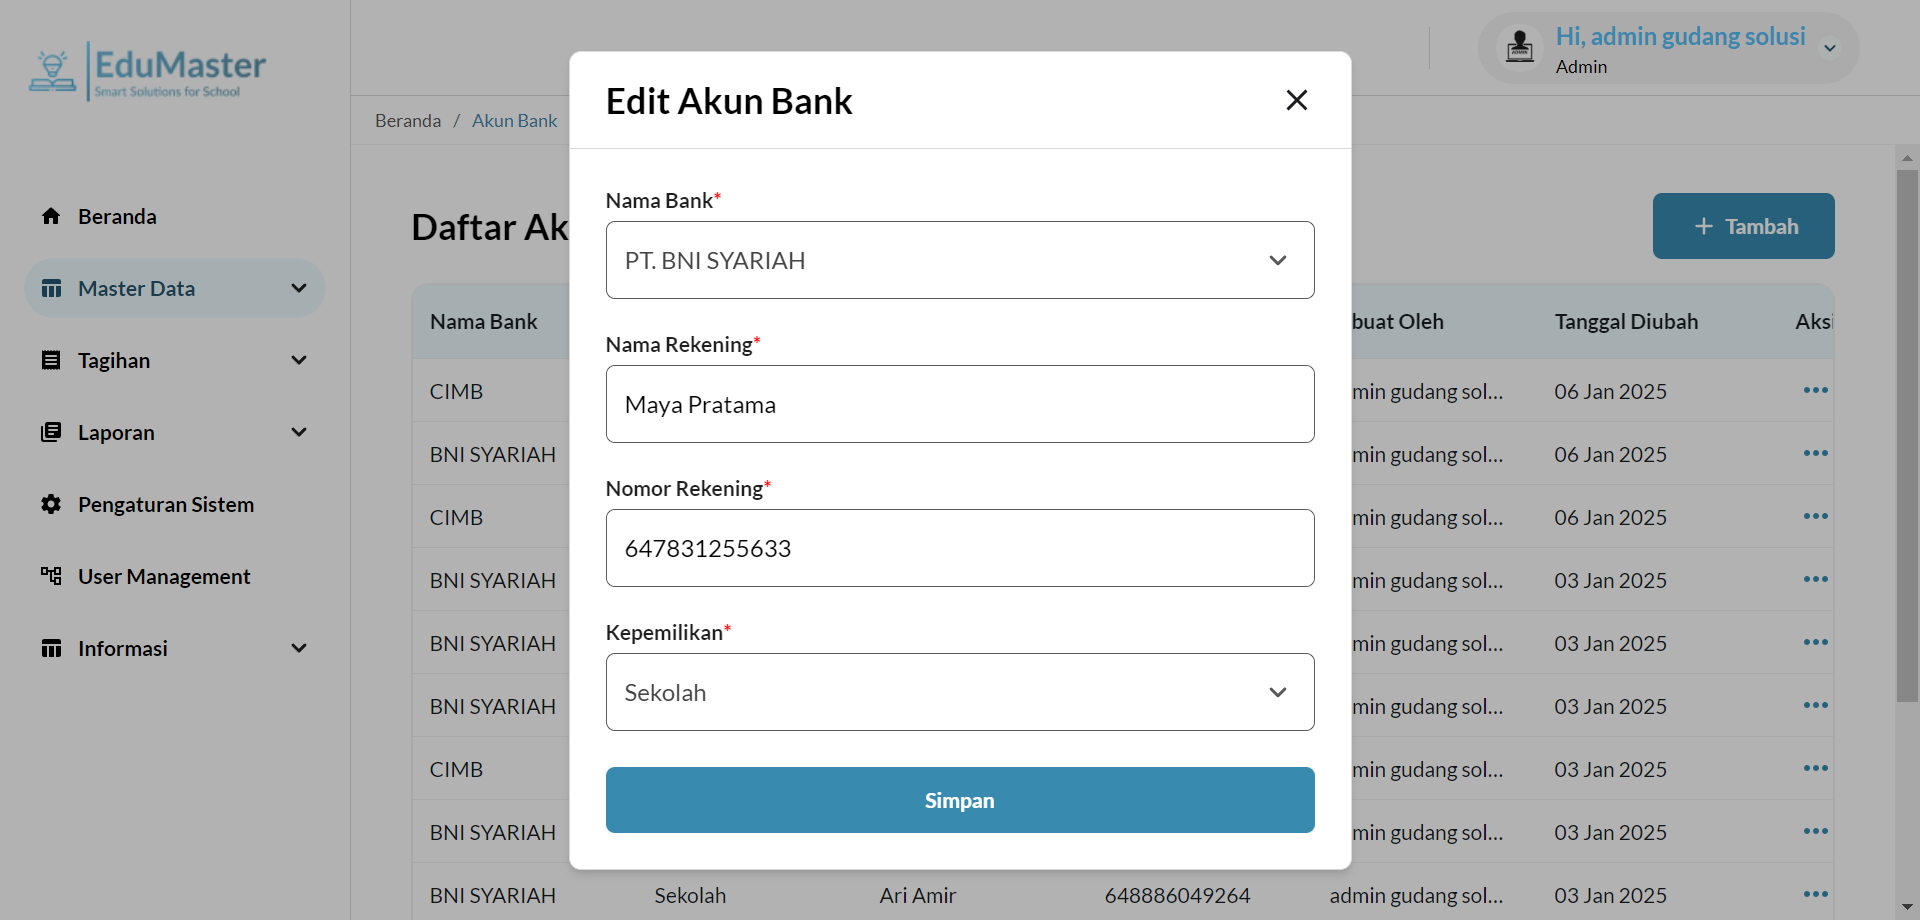 EduMaster
Smart Solutions for School
Hi, admin gudang solusi
Admin
Beranda / Akun Bank
Beranda
Master Data
Tagihan
Laporan
Pengaturan Sistem
User Management
Informasi
Daftar Ak
+ Tambah
Nama Bank buat Oleh Tanggal Diubah Aksi
CIMB min gudang sol... 06 Jan 2025
BNI SYARIAH min gudang sol... 06 Jan 2025
CIMB min gudang sol... 06 Jan 2025
BNI SYARIAH min gudang sol... 03 Jan 2025
BNI SYARIAH min gudang sol... 03 Jan 2025
BNI SYARIAH min gudang sol... 03 Jan 2025
CIMB min gudang sol... 03 Jan 2025
BNI SYARIAH min gudang sol... 03 Jan 2025
BNI SYARIAH Sekolah Ari Amir 648886049264 admin gudang sol... 03 Jan 2025
Edit Akun Bank
Nama Bank*
PT. BNI SYARIAH
Nama Rekening*
Maya Pratama
Nomor Rekening*
647831255633
Kepemilikan*
Sekolah
Simpan